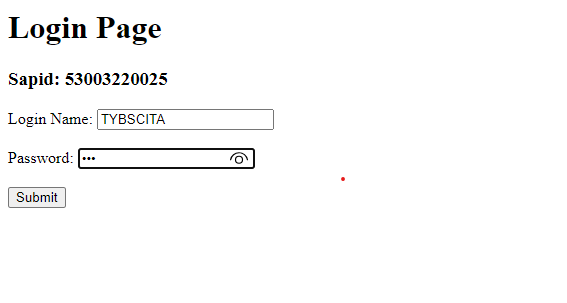 Login Page
Sapid: 53003220025
Login Name: TYBSCITA
Password: •••
Submit